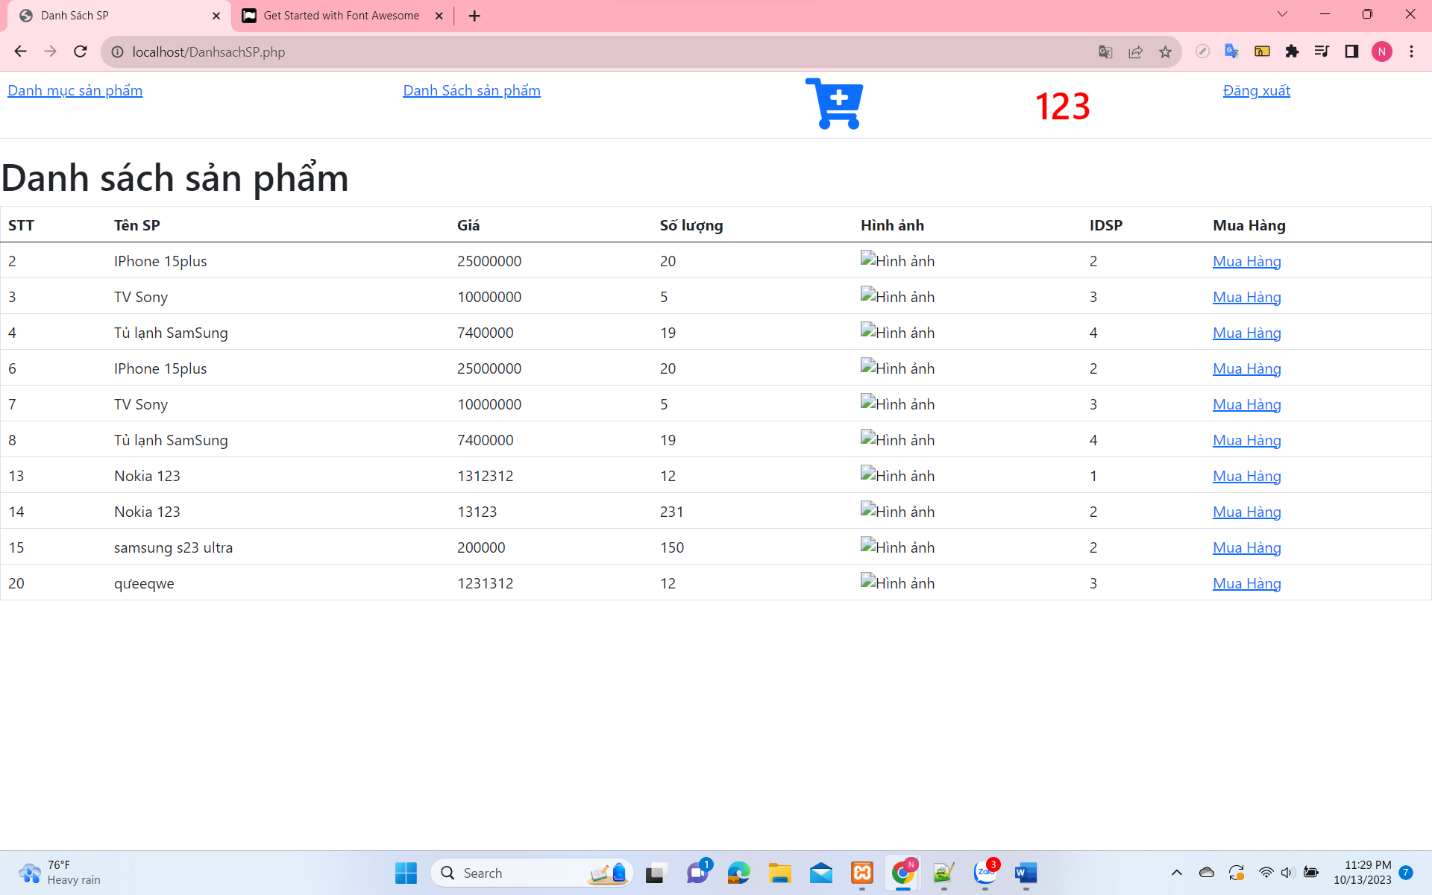 Danh Sách SP
Get Started with Font Awesome
localhost/DanhsachSP.php
N
Danh mục sản phẩm
Danh Sách sản phẩm
123
Đăng xuất
Danh sách sản phẩm
STT Tên SP Giá Số lượng Hình ảnh IDSP Mua Hàng
2 IPhone 15plus 25000000 20 Hình ảnh 2 Mua Hàng
3 TV Sony 10000000 5 Hình ảnh 3 Mua Hàng
4 Tủ lạnh SamSung 7400000 19 Hình ảnh 4 Mua Hàng
6 IPhone 15plus 25000000 20 Hình ảnh 2 Mua Hàng
7 TV Sony 10000000 5 Hình ảnh 3 Mua Hàng
8 Tủ lạnh SamSung 7400000 19 Hình ảnh 4 Mua Hàng
13 Nokia 123 1312312 12 Hình ảnh 1 Mua Hàng
14 Nokia 123 13123 231 Hình ảnh 2 Mua Hàng
15 samsung s23 ultra 200000 150 Hình ảnh 2 Mua Hàng
20 qưeeqwe 1231312 12 Hình ảnh 3 Mua Hàng
76°F
Heavy rain
Search
1
N
Zalo
3
W
11:29 PM
10/13/2023
7